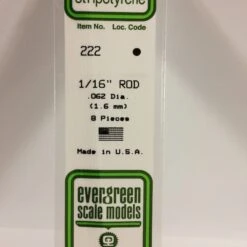 Stripolyrene
Item No. Loc. Code
222
1/16" ROD
.062 Dia.
(1.6 mm)
8 Pieces
Made in U.S.A.
evergreen
scale models